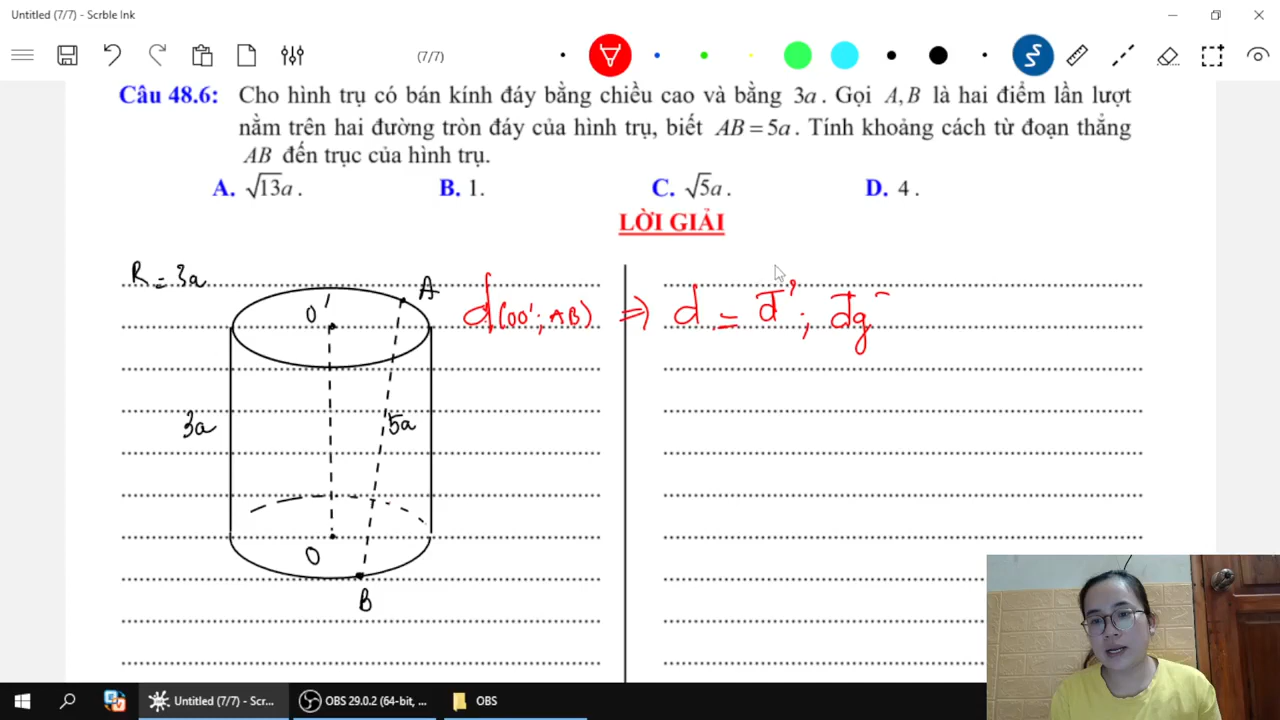 Untitled (7/7) - Scrble Ink
(7/7)
Câu 48.6: Cho hình trụ có bán kính đáy bằng chiều cao và bằng 3a. Gọi A, B là hai điểm lần lượt
nằm trên hai đường tròn đáy của hình trụ, biết AB = 5a. Tính khoảng cách từ đoạn thẳng
AB đến trục của hình trụ.
A. √13a. B. 1. C. √5a. D. 4.
LỜI GIẢI
R = 3a
A
O'
d(OO'; AB) ⇒ d = đ'; đg
3a
5a
O
B
Untitled (7/7) - Scr...
OBS 29.0.2 (64-bit, ...
OBS